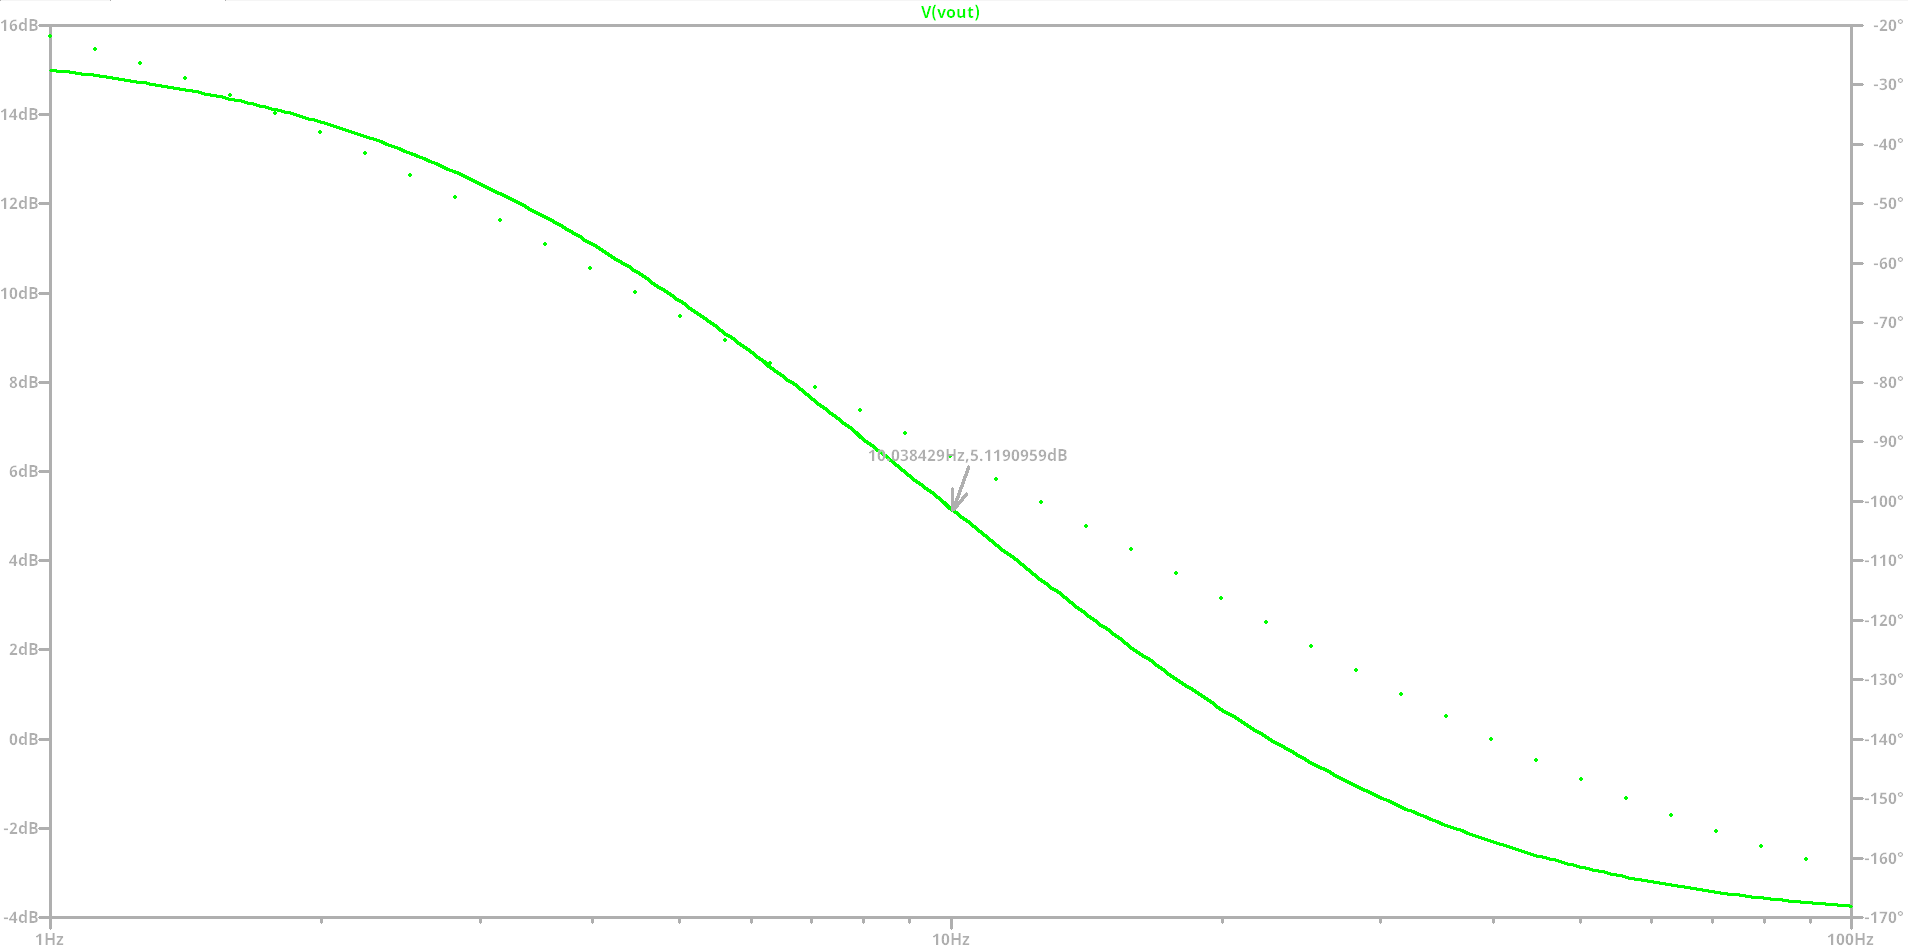 V(vout)
16dB
14dB
12dB
10dB
8dB
6dB
4dB
2dB
0dB
-2dB
-4dB
10.038429Hz,5.1190959dB
-20°
-30°
-40°
-50°
-60°
-70°
-80°
-90°
-100°
-110°
-120°
-130°
-140°
-150°
-160°
-170°
1Hz
10Hz
100Hz